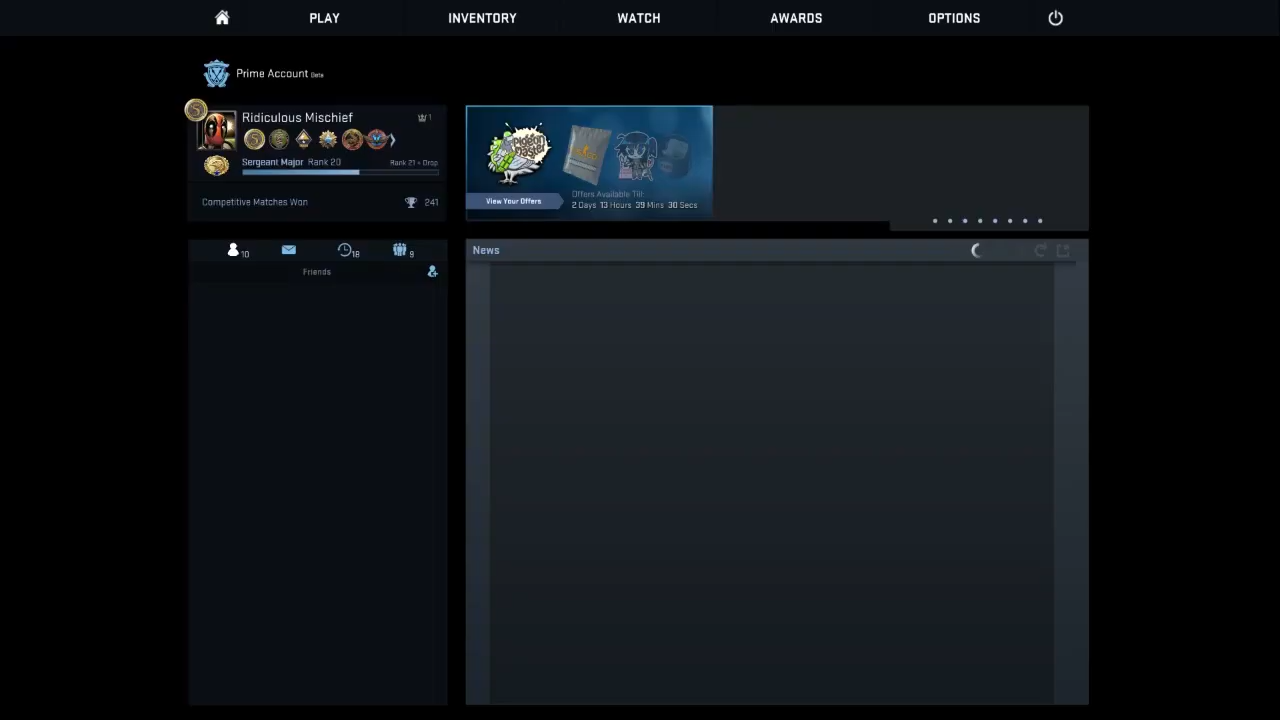 PLAY INVENTORY WATCH AWARDS OPTIONS
Prime Account Beta
Ridiculous Mischief 1
Sergeant Major Rank 20 Rank 21 - Drop
Competitive Matches Won 241
View Your Offers
Offers Available Till:
2 Days 13 Hours 39 Mins 30 Secs
10 18 9
Friends
News